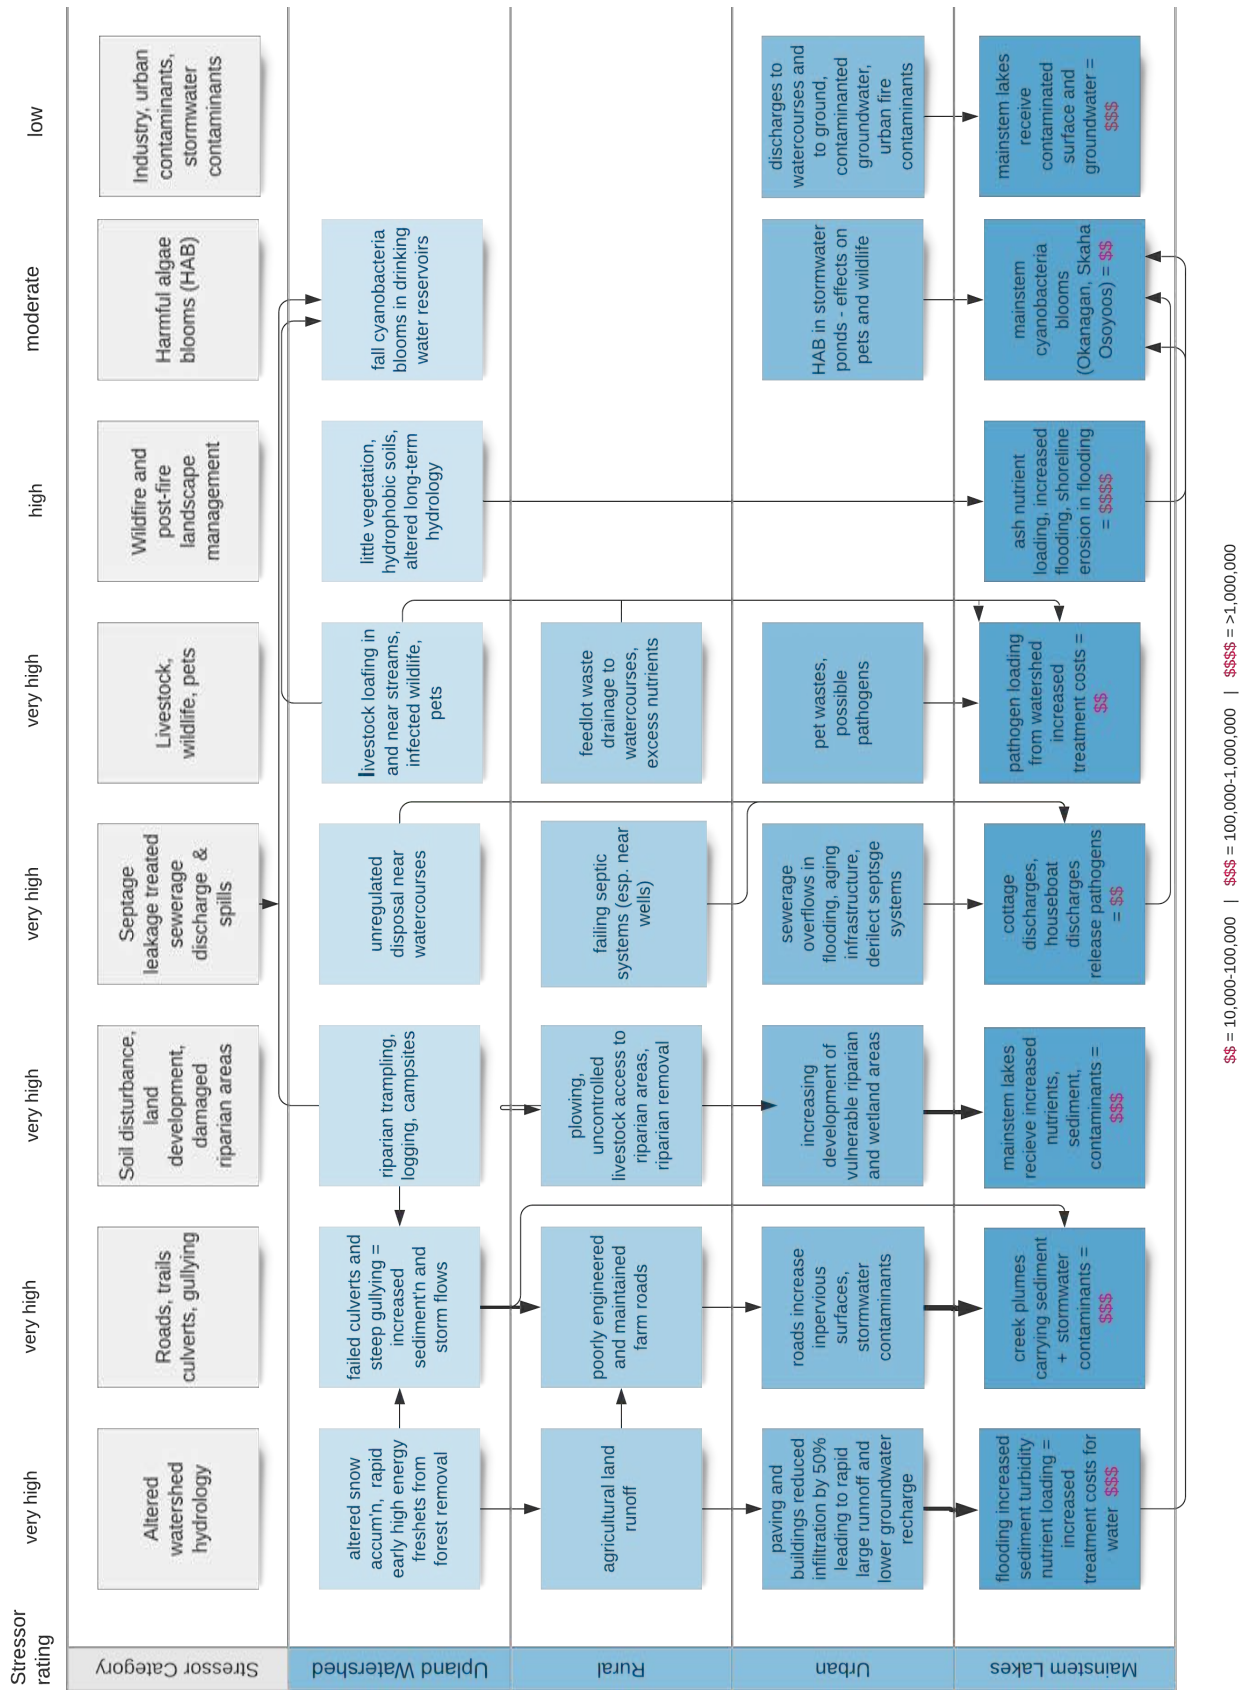 Stressor
rating
very high
very high
very high
very high
very high
high
moderate
low
Stressor Category
Altered
watershed
hydrology
Roads, trails
culverts, gullying
Soil disturbance,
land
development,
damaged
riparian areas
Septage
leakage treated
sewerage
discharge &
spills
Livestock,
wildlife, pets
Wildfire and
post-fire
landscape
management
Harmful algae
blooms (HAB)
Industry, urban
contaminants,
stormwater
contaminants
Upland Watershed
altered snow
accum'n, rapid
early high energy
freshets from
forest removal
failed culverts and
steep gullying =
increased
sediment'n and
storm flows
riparian trampling,
logging, campsites
unregulated
disposal near
watercourses
livestock loafing in
and near streams,
infected wildlife,
pets
little vegetation,
hydrophobic soils,
altered long-term
hydrology
fall cyanobacteria
blooms in drinking
water reservoirs
Rural
agricultural land
runoff
poorly engineered
and maintained
farm roads
plowing,
uncontrolled
livestock access to
riparian areas,
riparian removal
failing septic
systems (esp. near
wells)
feedlot waste
drainage to
watercourses,
excess nutrients
Urban
paving and
buildings reduced
infiltration by 50%
leading to rapid
large runnoff and
lower groundwater
recharge
roads increase
inpervious
surfaces,
stormwater
contaminants
increasing
development of
vulnerable riparian
and wetland areas
sewerage
overflows in
flooding, aging
infrastructure,
derilect septsge
systems
pet wastes,
possible
pathogens
HAB in stormwater
ponds - effects on
pets and wildlife
discharges to
watercourses and
to ground,
contaminanted
groundwater,
urban fire
contaminants
Mainstem Lakes
flooding increased
sediment turbidity
nutrient loading =
increased
treatment costs for
water $$$
creek plumes
carrying sediment
+ stormwater
contaminants =
$$$
mainstem lakes
recieve increased
nutrients,
sediment,
contaminants =
$$$
cottage
discharges,
houseboat
discharges
release pathogens
= $$
pathogen loading
from watershed
increased
treatment costs =
$$
ash nutrient
loading, increased
flooding, shoreline
erosion in flooding
= $$$$
mainstem
cyanobacteria
blooms
(Okanagan, Skaha
Osoyoos) = $$
mainstem lakes
receive
contaminated
surface and
groundwater =
$$$
$$ = 10,000-100,000 | $$$ = 100,000-1,000,000 | $$$$ = >1,000,000